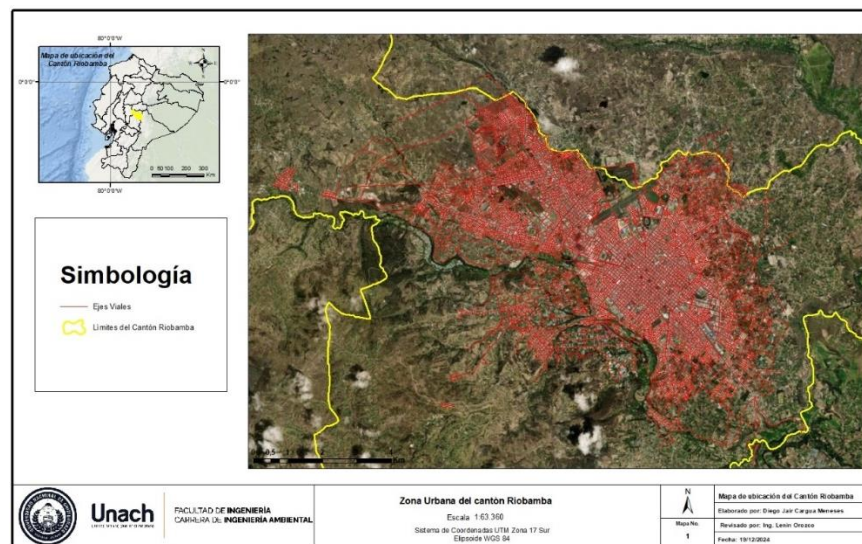 80°0'0"W
Mapa de ubicación del
Cantón Riobamba
N
0°0'0"
0°0'0"
0 50 100 200 300
Km
80°0'0"W
Simbología
Ejes Viales
Límites del Cantón Riobamba
Unach
FACULTAD DE INGENIERÍA
CARRERA DE INGENIERÍA AMBIENTAL
Zona Urbana del cantón Riobamba
Escala 1:63.360
Sistema de Coordenadas UTM Zona 17 Sur
Elipsoide WGS 84
N
Mapa No.
1
Mapa de ubicación del Cantón Riobamba
Elaborado por: Diego Jair Cargua Meneses
Revisado por: Ing. Lenin Orozco
Fecha: 19/12/2024